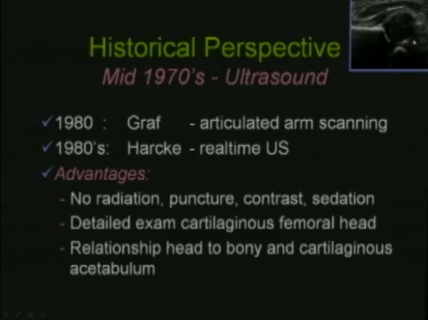 Historical Perspective
Mid 1970's - Ultrasound
✓1980 : Graf - articulated arm scanning
✓1980's: Harcke - realtime US
✓Advantages:
- No radiation, puncture, contrast, sedation
- Detailed exam cartilaginous femoral head
- Relationship head to bony and cartilaginous
acetabulum